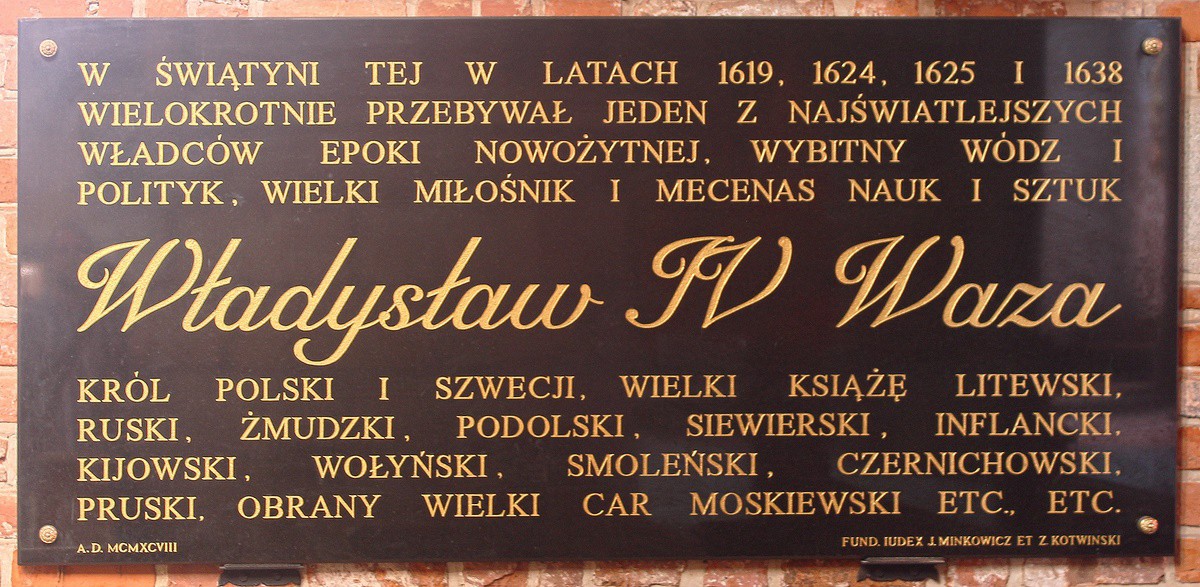 W ŚWIĄTYNI TEJ W LATACH 1619, 1624, 1625 I 1638
WIELOKROTNIE PRZEBYWAŁ JEDEN Z NAJŚWIATLEJSZYCH
WŁADCÓW EPOKI NOWOŻYTNEJ, WYBITNY WÓDZ I
POLITYK, WIELKI MIŁOŚNIK I MECENAS NAUK I SZTUK
Władysław IV Waza
KRÓL POLSKI I SZWECJI, WIELKI KSIĄŻĘ LITEWSKI,
RUSKI, ŻMUDZKI, PODOLSKI, SIEWIERSKI, INFLANCKI,
KIJOWSKI, WOŁYŃSKI, SMOLEŃSKI, CZERNICHOWSKI,
PRUSKI, OBRANY WIELKI CAR MOSKIEWSKI ETC., ETC.
A.D. MCMXCVIII FUND. IUDEX J. MINKOWICZ ET Z. KOTWINSKI